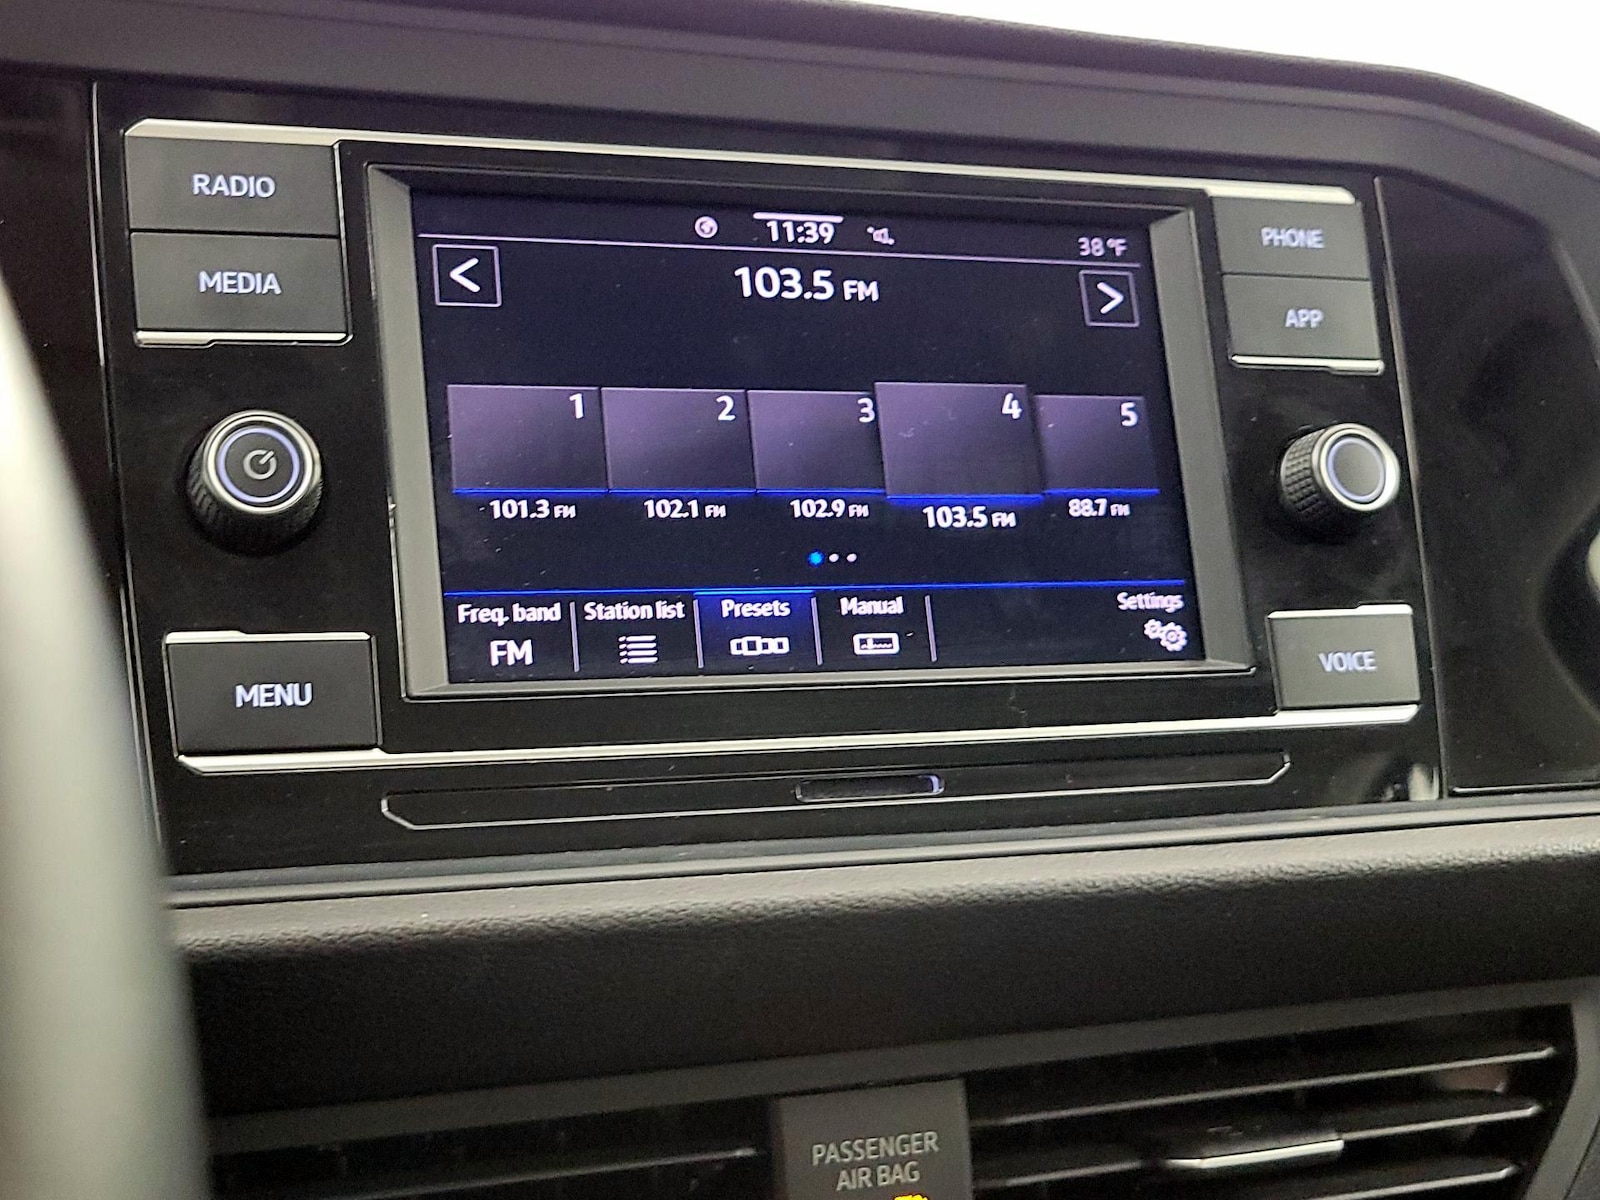 RADIO
MEDIA
MENU
11:39
38°F
<
103.5 FM
>
1
2
3
4
5
101.3 FM
102.1 FM
102.9 FM
103.5 FM
88.7 FM
Freq. band
FM
Station list
Presets
Manual
Settings
PHONE
APP
VOICE
PASSENGER
AIR BAG